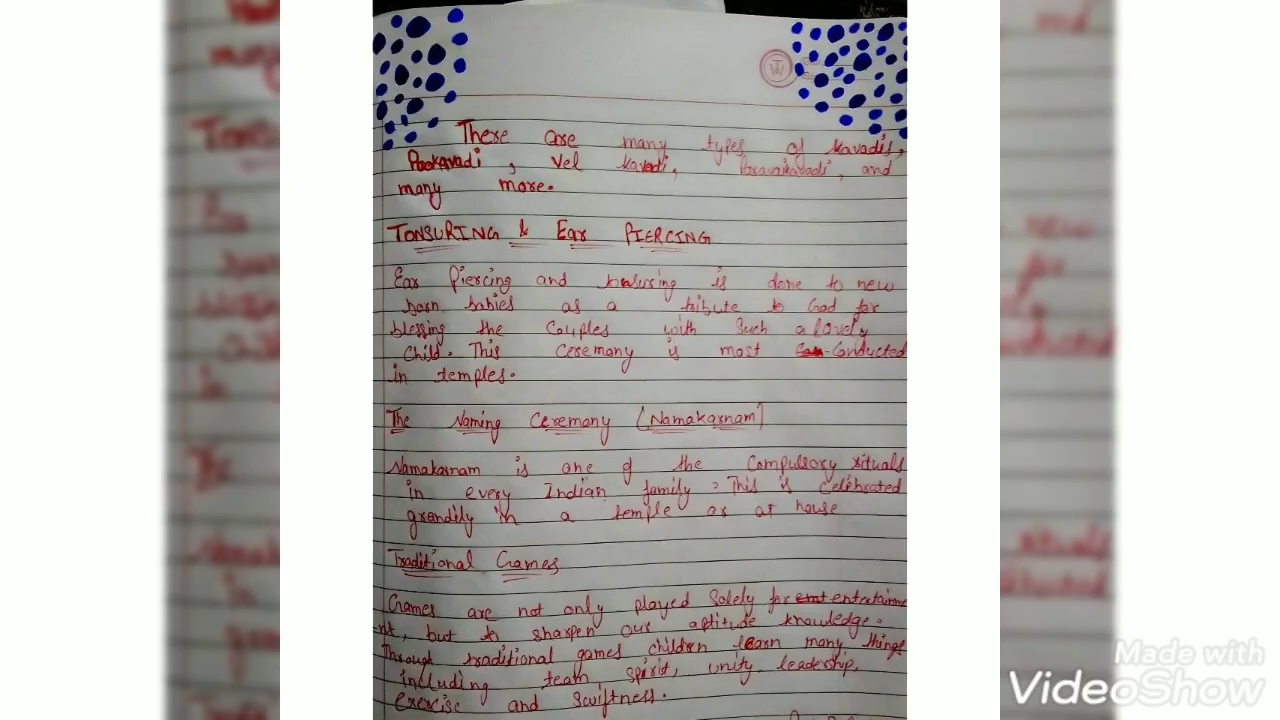 There are many types of kavadis,
Pookavadi, Vel kavadi, Paravaikavadi, and
many more.
TONSURING & Ear PIERCING
Ear Piercing and is done to new
born babies as a tribute to God for
blessing the Couples with Such a lovely
Child. This Ceremony is most Conducted
in temples.
The Naming Ceremony (Namakarnam)
Namakarnam is one of the Compulsory rituals
in every Indian family. This is Celebrated
grandily in a temple or at house
Traditional Games
Games are not only played Solely for entertainme
nt, but to sharpen our aptitude knowledge.
Through traditional games children learn many things
including team spirit, unity, leadership,
exercise and swiftness.
Made with
VideoShow